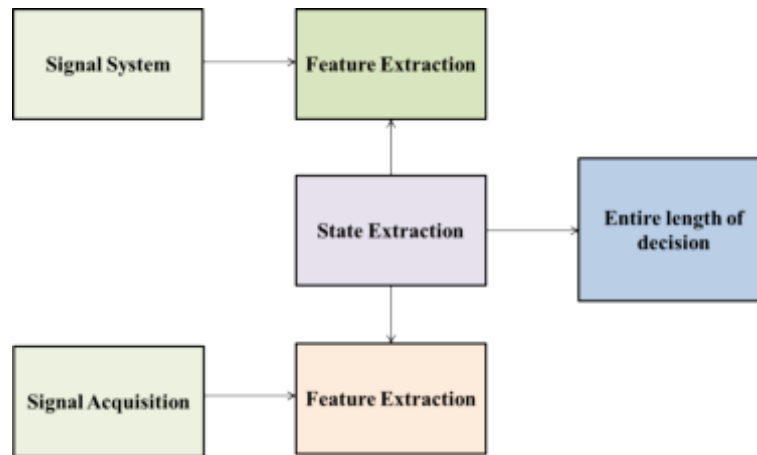 Signal System
Feature Extraction
State Extraction
Entire length of
decision
Signal Acquisition
Feature Extraction